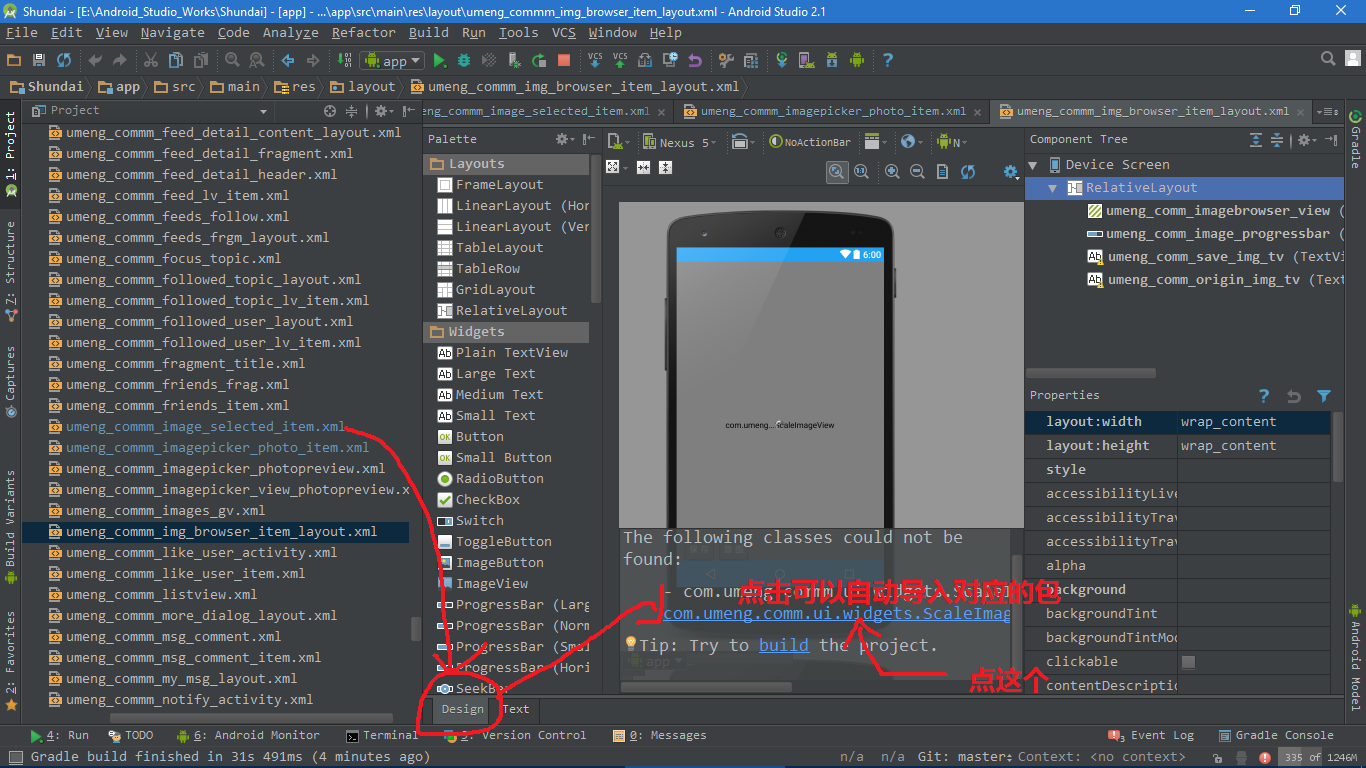 Shundai - [E:\Android_Studio_Works\Shundai] - [app] - ...\app\src\main\res\layout\umeng_commm_img_browser_item_layout.xml - Android Studio 2.1
File Edit View Navigate Code Analyze Refactor Build Run Tools VCS Window Help
app
Shundai app src main res layout umeng_commm_img_browser_item_layout.xml
Project
eng_commm_image_selected_item.xml
umeng_commm_imagepicker_photo_item.xml
umeng_commm_img_browser_item_layout.xml
1: Project
Z: Structure
Captures
Build Variants
2: Favorites
umeng_commm_feed_detail_content_layout.xml
umeng_commm_feed_detail_fragment.xml
umeng_commm_feed_detail_header.xml
umeng_commm_feed_lv_item.xml
umeng_commm_feeds_follow.xml
umeng_commm_feeds_frgm_layout.xml
umeng_commm_focus_topic.xml
umeng_commm_followed_topic_layout.xml
umeng_commm_followed_topic_lv_item.xml
umeng_commm_followed_user_layout.xml
umeng_commm_followed_user_lv_item.xml
umeng_commm_fragment_title.xml
umeng_commm_friends_frag.xml
umeng_commm_friends_item.xml
umeng_commm_image_selected_item.xml
umeng_commm_imagepicker_photo_item.xml
umeng_commm_imagepicker_photopreview.xml
umeng_commm_imagepicker_view_photopreview.x
umeng_commm_images_gv.xml
umeng_commm_img_browser_item_layout.xml
umeng_commm_like_user_activity.xml
umeng_commm_like_user_item.xml
umeng_commm_listview.xml
umeng_commm_more_dialog_layout.xml
umeng_commm_msg_comment.xml
umeng_commm_msg_comment_item.xml
umeng_commm_my_msg_layout.xml
umeng_commm_notify_activity.xml
Palette
Layouts
FrameLayout
LinearLayout (Hor
LinearLayout (Ver
TableLayout
TableRow
GridLayout
RelativeLayout
Widgets
Plain TextView
Large Text
Medium Text
Small Text
Button
Small Button
RadioButton
CheckBox
Switch
ToggleButton
ImageButton
ImageView
ProgressBar (Larg
ProgressBar (Norm
ProgressBar (Smal
ProgressBar (Hori
SeekBar
Design Text
Nexus 5 NoActionBar N
6:00
com.umeng... ScaleImageView
The following classes could not be
found:
- com.umeng.commm.ui.widgets.ScaleI
com.umeng.comm.ui.widgets.ScaleImag
Tip: Try to build the project.
点击可以自动导入对应的包
点这个
Component Tree
Device Screen
RelativeLayout
umeng_comm_imagebrowser_view (
umeng_comm_image_progressbar (
umeng_comm_save_img_tv (TextVi
umeng_comm_origin_img_tv (Text
Properties
layout:width wrap_content
layout:height wrap_content
style
accessibilityLive
accessibilityTrav
accessibilityTrav
alpha
background
backgroundTint
backgroundTintMod
clickable
contentDescriptio
Gradle
Android Model
4: Run TODO 6: Android Monitor Terminal 9: Version Control 0: Messages Event Log Gradle Console
Gradle build finished in 31s 491ms (4 minutes ago) n/a n/a Git: master Context: <no context> 335 of 1246M